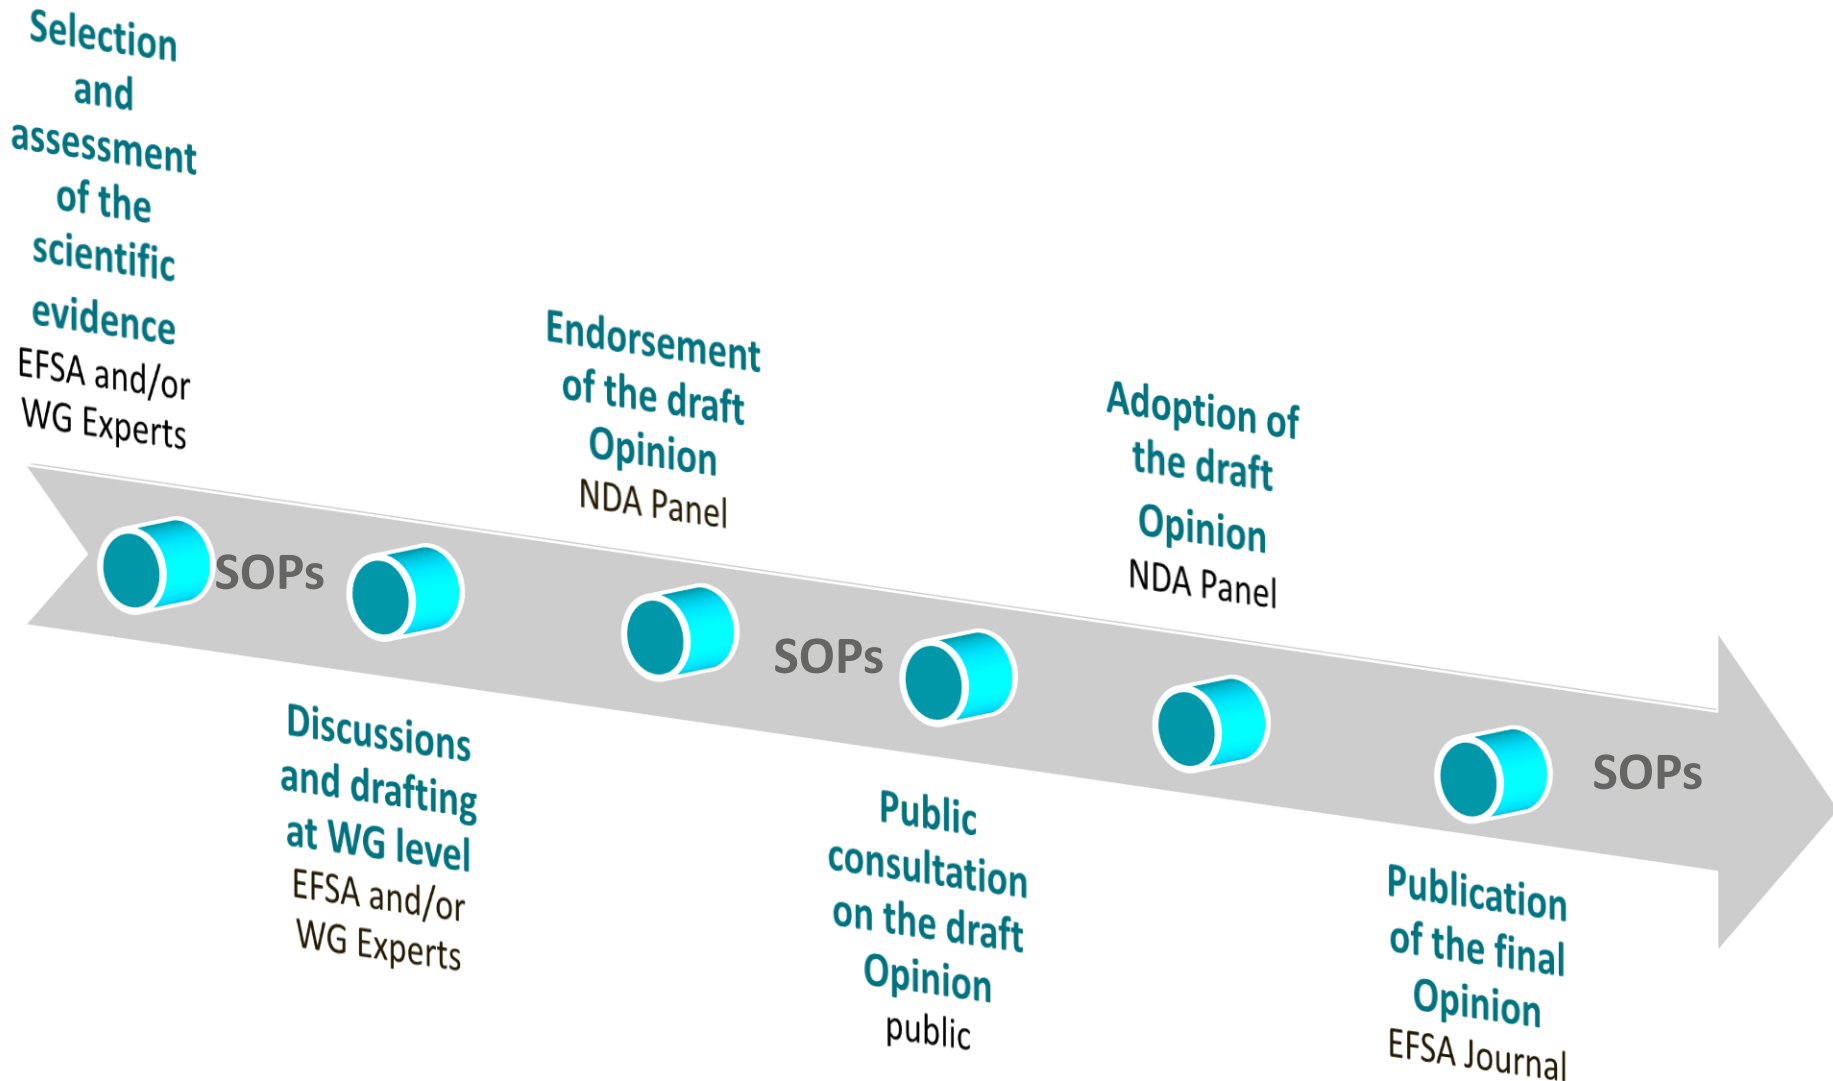 Selection
and
assessment
of the
scientific
evidence
EFSA and/or
WG Experts
SOPs
Discussions
and drafting
at WG level
EFSA and/or
WG Experts
Endorsement
of the draft
Opinion
NDA Panel
SOPs
Public
consultation
on the draft
Opinion
public
Adoption of
the draft
Opinion
NDA Panel
Publication
of the final
Opinion
EFSA Journal
SOPs